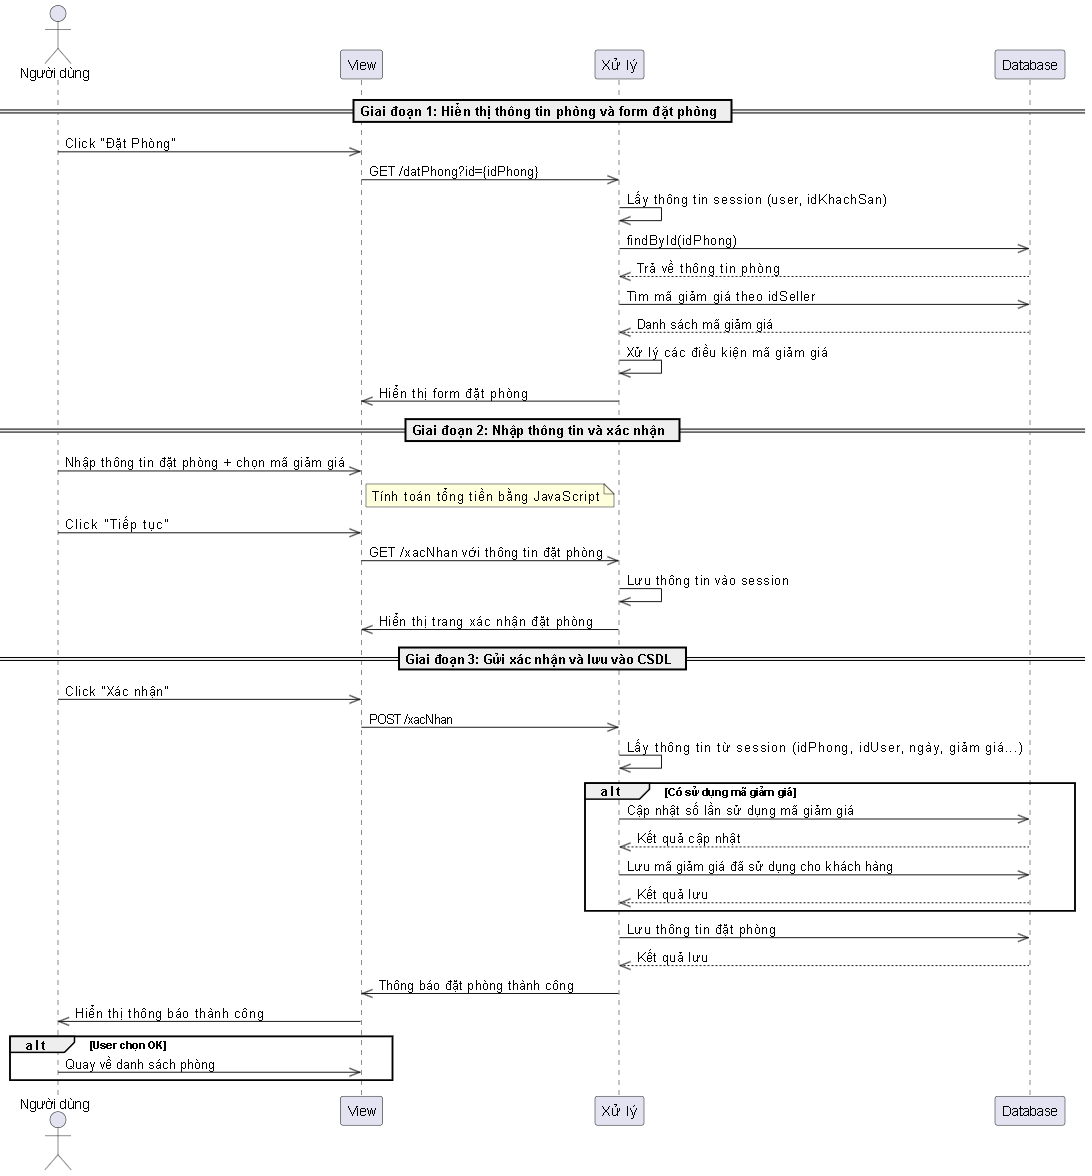 Người dùng
View
Xử lý
Database
Giai đoạn 1: Hiển thị thông tin phòng và form đặt phòng
Click "Đặt Phòng"
GET /datPhong?id={idPhong}
Lấy thông tin session (user, idKhachSan)
findById(idPhong)
Trả về thông tin phòng
Tìm mã giảm giá theo idSeller
Danh sách mã giảm giá
Xử lý các điều kiện mã giảm giá
Hiển thị form đặt phòng
Giai đoạn 2: Nhập thông tin và xác nhận
Nhập thông tin đặt phòng + chọn mã giảm giá
Tính toán tổng tiền bằng JavaScript
Click "Tiếp tục"
GET /xacNhan với thông tin đặt phòng
Lưu thông tin vào session
Hiển thị trang xác nhận đặt phòng
Giai đoạn 3: Gửi xác nhận và lưu vào CSDL
Click "Xác nhận"
POST /xacNhan
Lấy thông tin từ session (idPhong, idUser, ngày, giảm giá...)
alt [Có sử dụng mã giảm giá]
Cập nhật số lần sử dụng mã giảm giá
Kết quả cập nhật
Lưu mã giảm giá đã sử dụng cho khách hàng
Kết quả lưu
Lưu thông tin đặt phòng
Kết quả lưu
Thông báo đặt phòng thành công
Hiển thị thông báo thành công
alt [User chọn OK]
Quay về danh sách phòng
Người dùng
View
Xử lý
Database